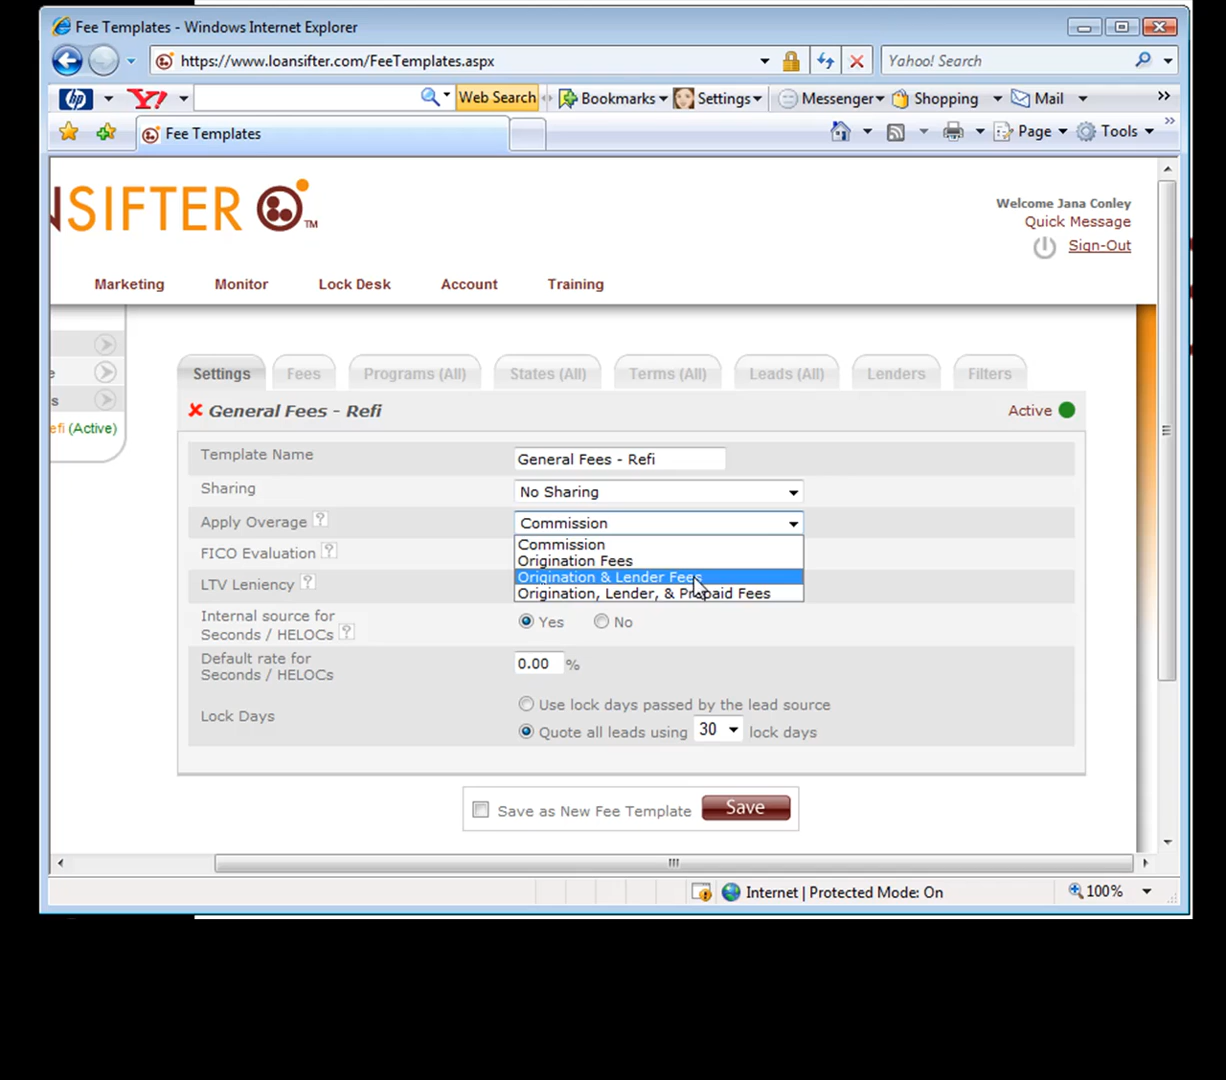 Fee Templates - Windows Internet Explorer
https://www.loansifter.com/FeeTemplates.aspx
Yahoo! Search
hp
Y!
Web Search
Bookmarks
Settings
Messenger
Shopping
Mail
Fee Templates
Page
Tools
SIFTER
TM
Welcome Jana Conley
Quick Message
Sign-Out
Marketing Monitor Lock Desk Account Training
e
s
efi (Active)
Settings Fees Programs (All) States (All) Terms (All) Leads (All) Lenders Filters
General Fees - Refi
Active
Template Name General Fees - Refi
Sharing No Sharing
Apply Overage ? Commission
Commission
Origination Fees
Origination & Lender Fees
Origination, Lender, & Prepaid Fees
FICO Evaluation ?
LTV Leniency ?
Internal source for
Seconds / HELOCs ?
Yes No
Default rate for
Seconds / HELOCs
0.00 %
Lock Days
Use lock days passed by the lead source
Quote all leads using 30 lock days
Save as New Fee Template Save
Internet | Protected Mode: On
100%